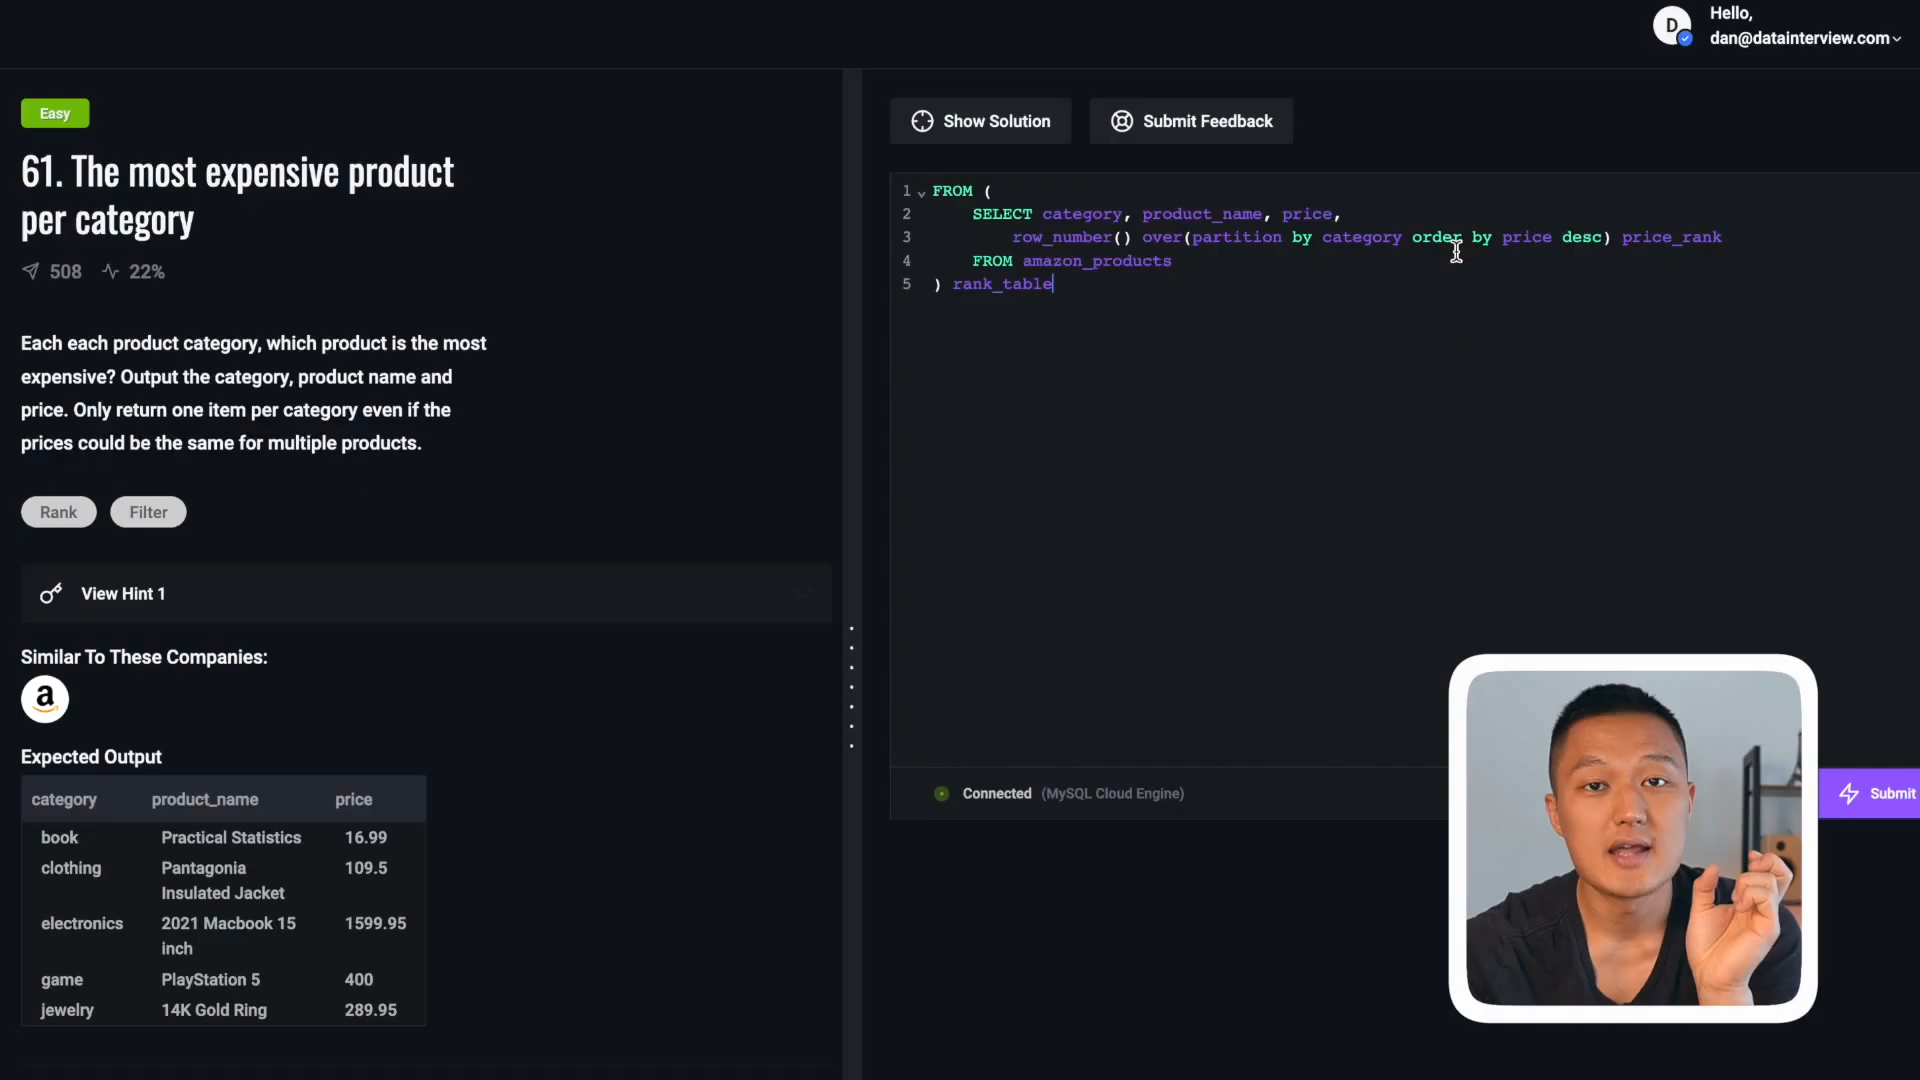 Hello,
D
dan@datainterview.com
Easy
61. The most expensive product
per category
508
22%
Each each product category, which product is the most
expensive? Output the category, product name and
price. Only return one item per category even if the
prices could be the same for multiple products.
Rank
Filter
View Hint 1
Similar To These Companies:
a
Expected Output
category product_name price
book Practical Statistics 16.99
clothing Pantagonia 109.5
Insulated Jacket
electronics 2021 Macbook 15 1599.95
inch
game PlayStation 5 400
jewelry 14K Gold Ring 289.95
Show Solution
Submit Feedback
1 FROM (
2 SELECT category, product_name, price,
3 row_number() over(partition by category order by price desc) price_rank
4 FROM amazon_products
5 ) rank_table
Connected (MySQL Cloud Engine)
Submit